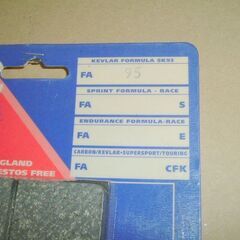 KEVLAR FORMULA SK93
FA 95
SPRINT FORMULA - RACE
FA S
ENDURANCE FORMULA-RACE
FA E
CARBON/KEVLAR-SUPERSPORT/TOURING
FA CFK
GLAND
ESTOS FREE